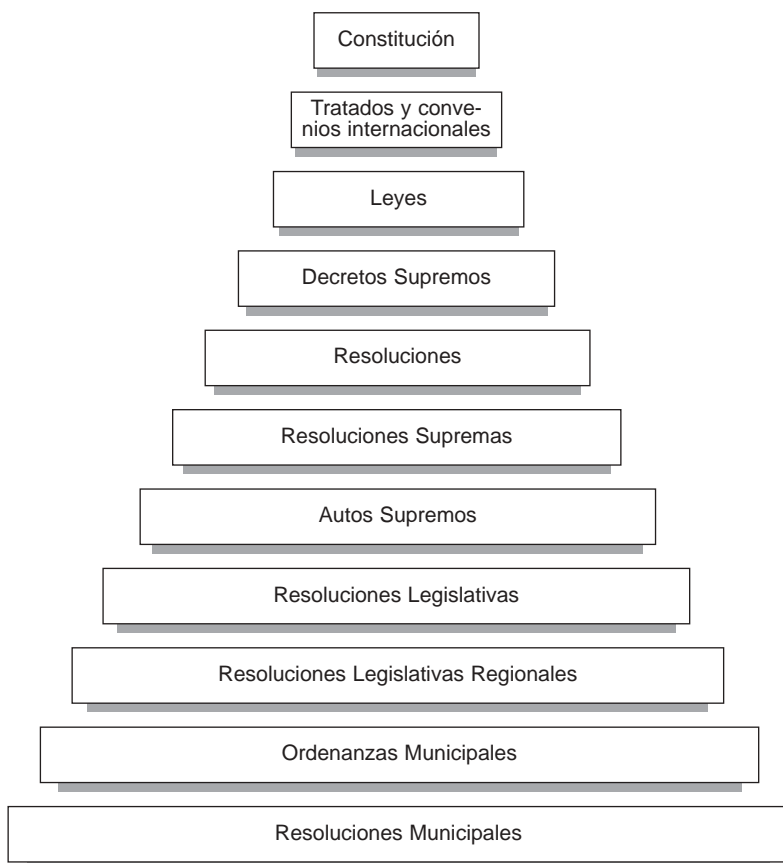 Constitución
Tratados y conve-
nios internacionales
Leyes
Decretos Supremos
Resoluciones
Resoluciones Supremas
Autos Supremos
Resoluciones Legislativas
Resoluciones Legislativas Regionales
Ordenanzas Municipales
Resoluciones Municipales